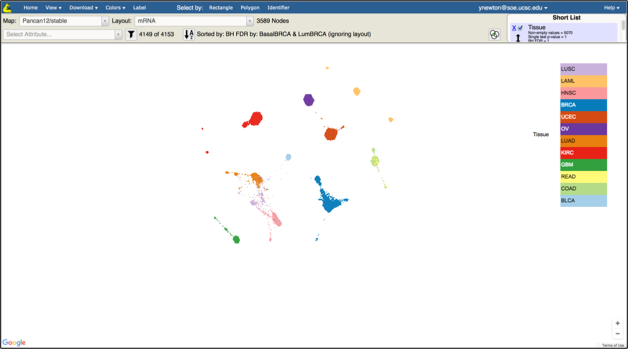 Home View Download Colors Label Select by: Rectangle Polygon Identifier ynewton@soe.ucsc.edu Help
Map: Pancan12/stable Layout: mRNA 3589 Nodes
Short List
Select Attribute... 4149 of 4153 Sorted by: BH FDR by: BasalBRCA & LumBRCA (ignoring layout)
X Tissue
Non-empty values = 5070
Single test p-value = 1
BH FDR = 1
Tissue
LUSC
LAML
HNSC
BRCA
UCEC
OV
LUAD
KIRC
GBM
READ
COAD
BLCA
+
−
Google
Terms of Use